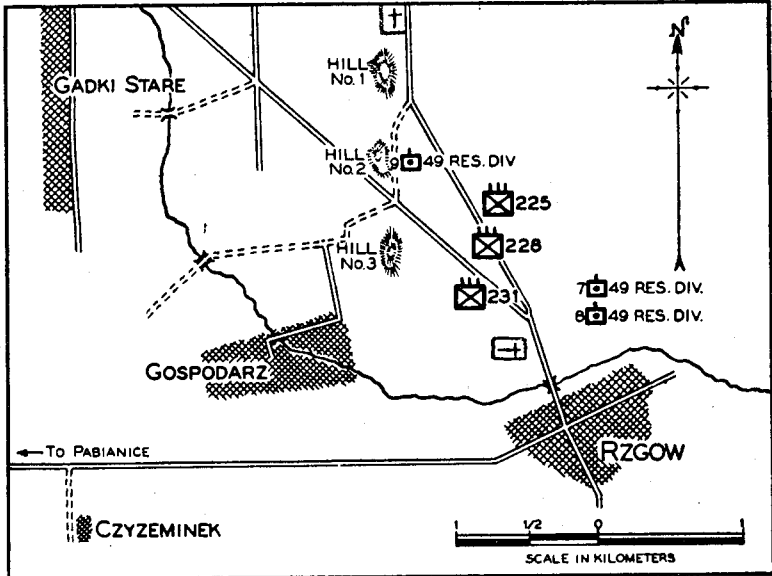 N
HILL
No.1
GADKI STARE
HILL
No.2
9 49 RES. DIV
225
228
HILL
No.3
231
7 49 RES. DIV.
8 49 RES. DIV.
GOSPODARZ
RZGOW
← TO PABIANICE
CZYZEMINEK
1 1/2 0 1
SCALE IN KILOMETERS